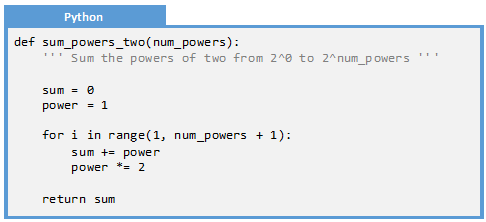 Python
def sum_powers_two(num_powers):
    ''' Sum the powers of two from 2^0 to 2^num_powers '''
    sum = 0
    power = 1
    for i in range(1, num_powers + 1):
        sum += power
        power *= 2
    return sum